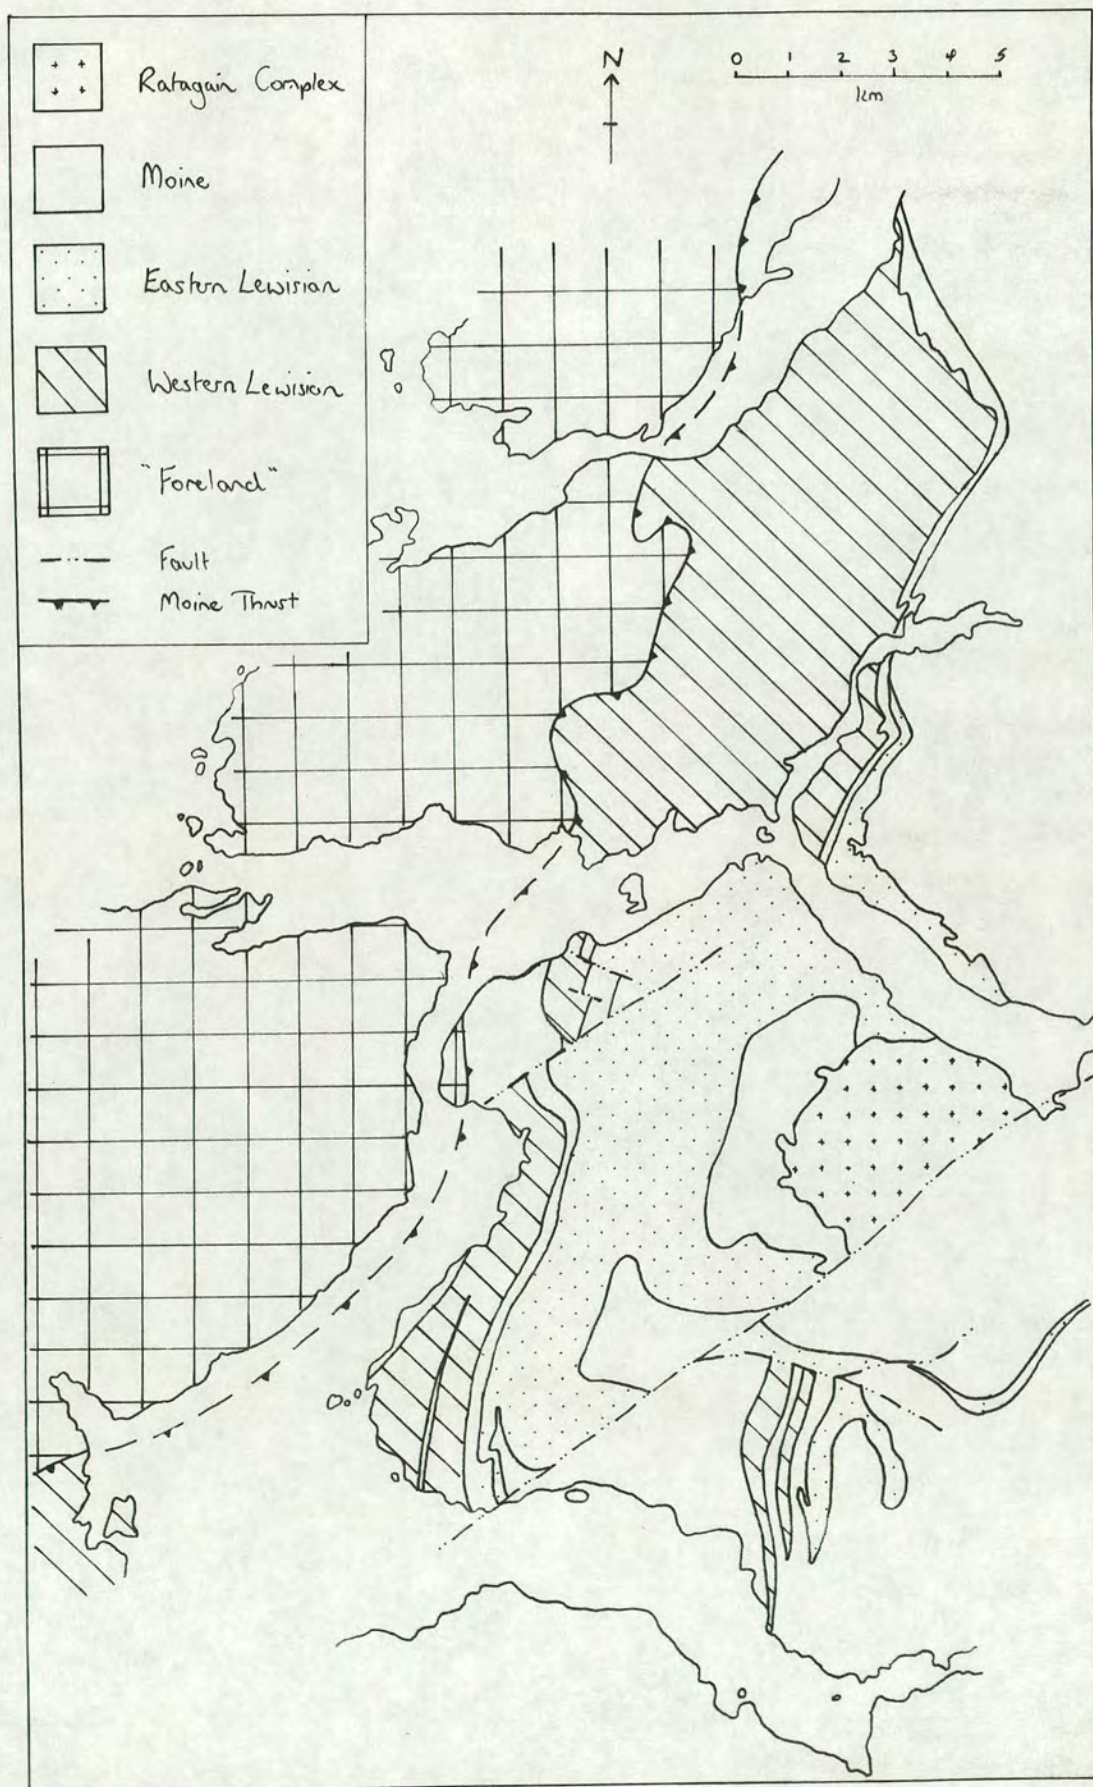 Ratagain Complex
Moine
Eastern Lewisian
Western Lewisian
"Foreland"
Fault
Moine Thrust
N
0 1 2 3 4 5
km